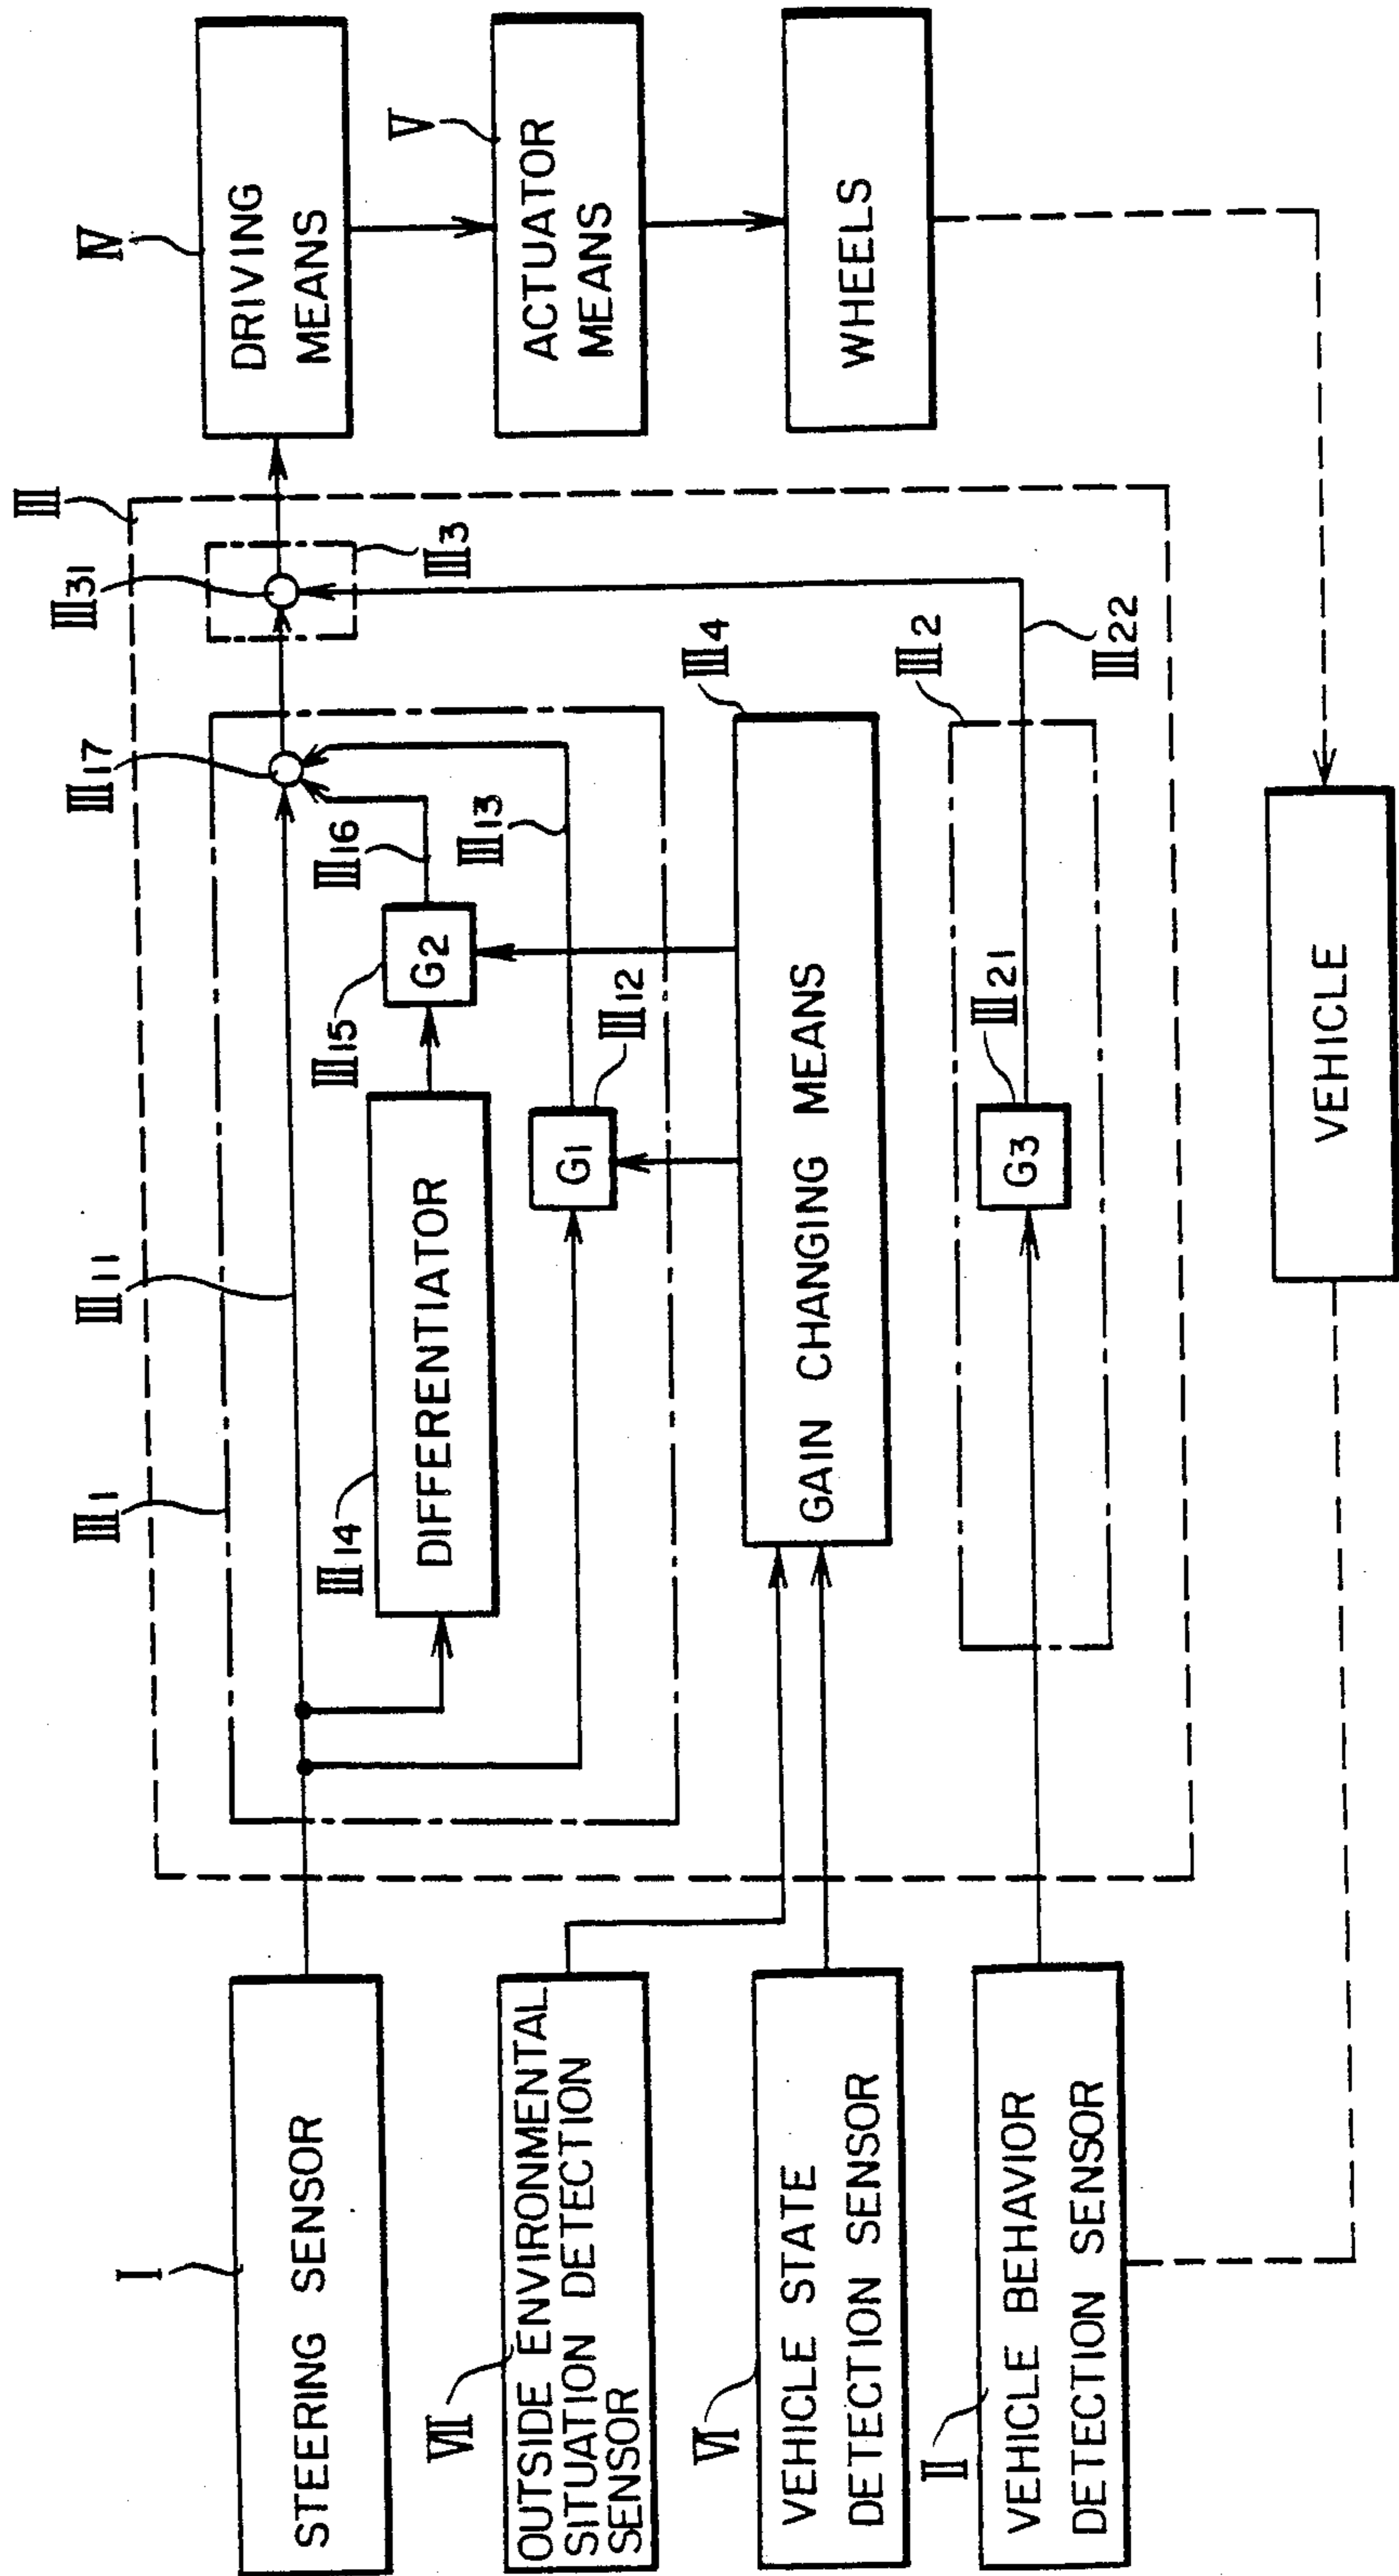 I
STEERING SENSOR
VII
OUTSIDE ENVIRONMENTAL
SITUATION DETECTION
SENSOR
VI
VEHICLE STATE
DETECTION SENSOR
II
VEHICLE BEHAVIOR
DETECTION SENSOR
III
III1
III11
III14
DIFFERENTIATOR
III15
G2
III16
III17
G1
III12
III13
GAIN CHANGING MEANS
III4
III2
G3
III21
III22
III31
III3
IV
DRIVING
MEANS
V
ACTUATOR
MEANS
WHEELS
VEHICLE